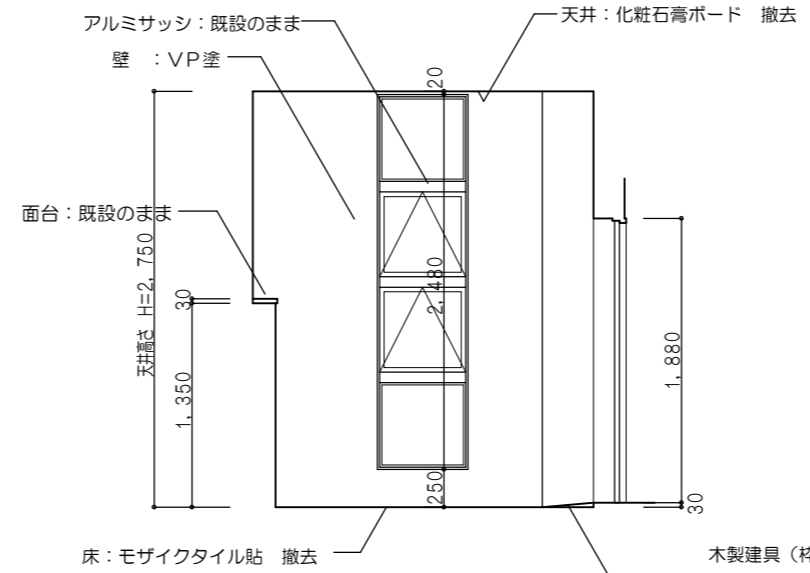 アルミサッシ：既設のまま
天井：化粧石膏ボード　撤去
壁　：ＶＰ塗
面台：既設のまま
20
天井高さ H=2,750
30
1,350
2,480
1,880
250
30
床：モザイクタイル貼　撤去
木製建具（枠